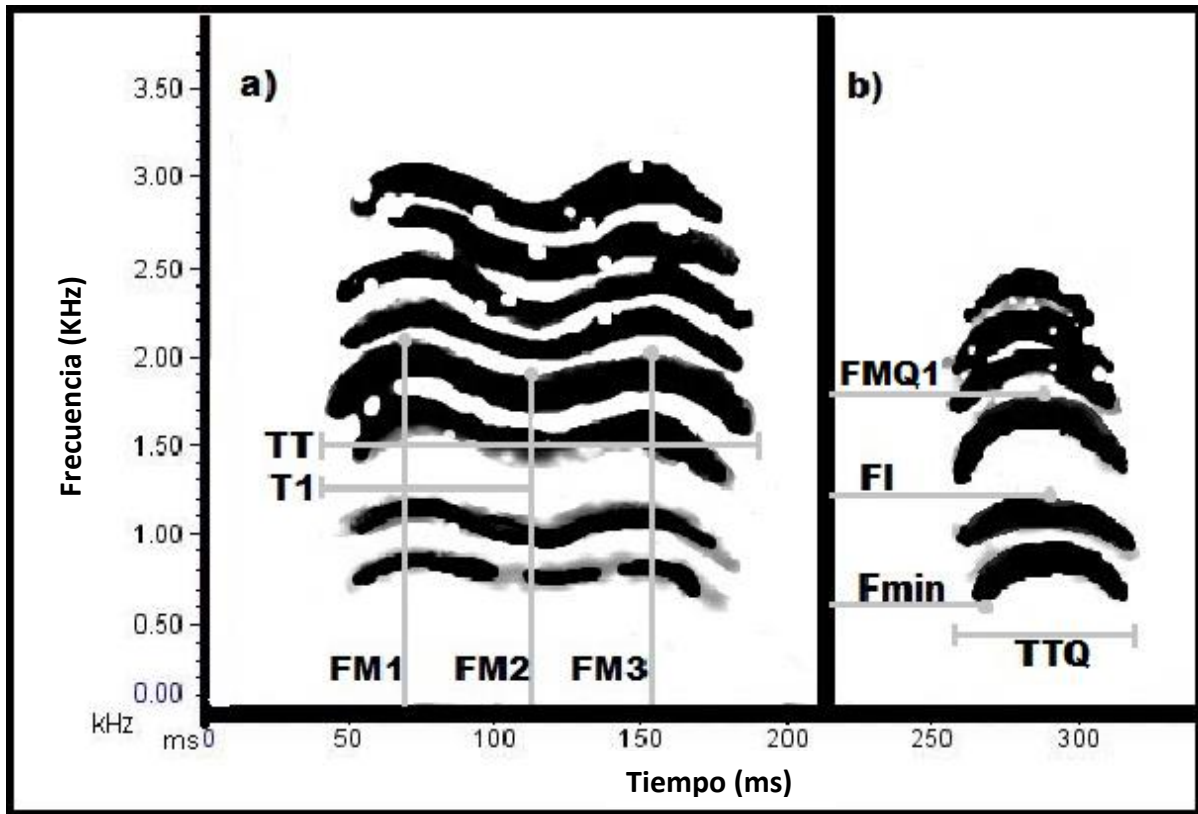 a)
b)
3.50
3.00
2.50
2.00
1.50
1.00
0.50
0.00
kHz
Frecuencia (KHz)
TT
T1
FM1 FM2 FM3
FMQ1
FI
Fmin
TTQ
ms 0 50 100 150 200 250 300
Tiempo (ms)